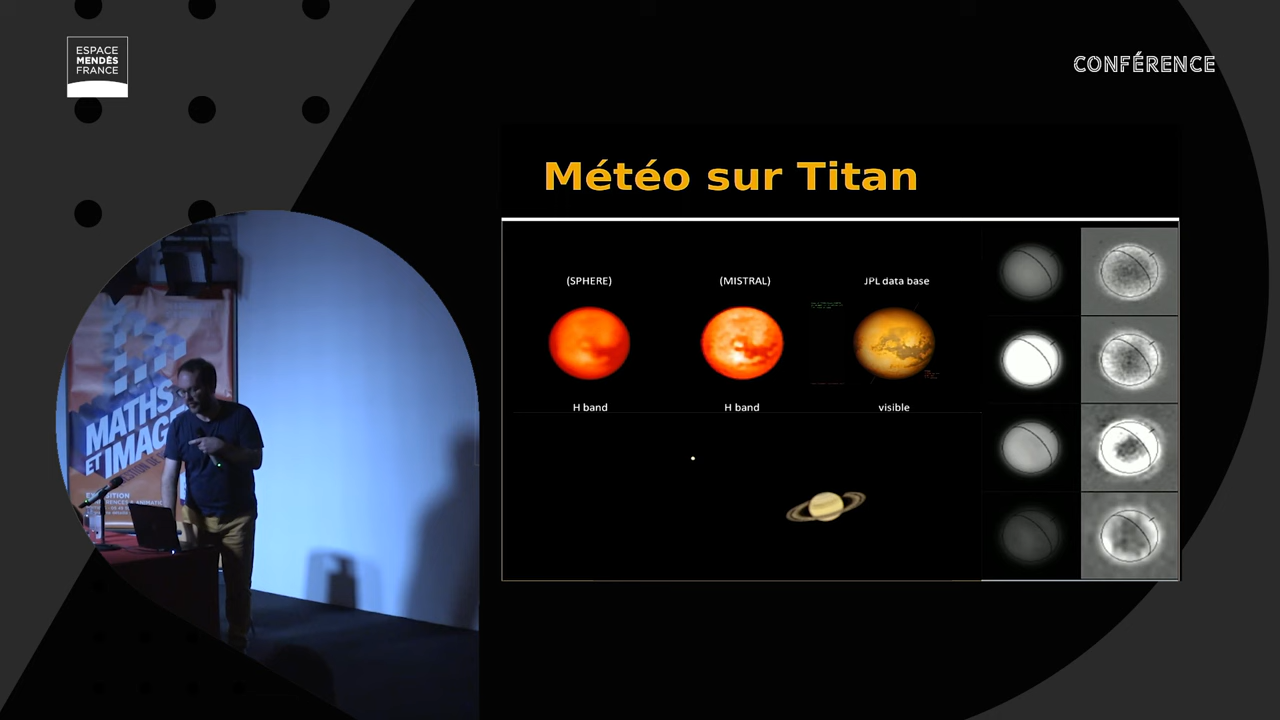 ESPACE
MENDÈS
FRANCE
CONFÉRENCE
Météo sur Titan
(SPHERE)
(MISTRAL)
JPL data base
H band
H band
visible
MATHS
ET IMAGE